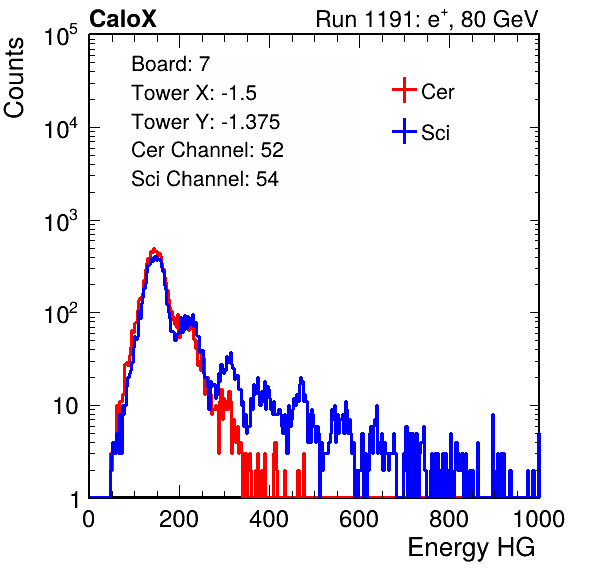 CaloX Run 1191: e⁺, 80 GeV
Counts
10⁵
10⁴
10³
10²
10
1
Board: 7
Tower X: -1.5
Tower Y: -1.375
Cer Channel: 52
Sci Channel: 54
Cer
Sci
0 200 400 600 800 1000
Energy HG